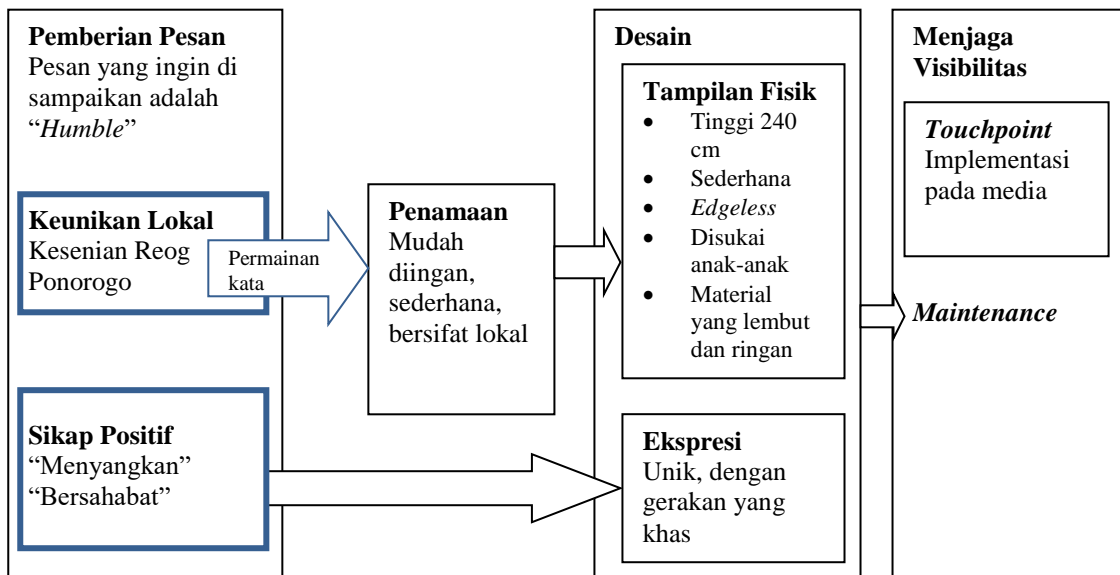 Pemberian Pesan
Pesan yang ingin di
sampaikan adalah
“Humble”
Keunikan Lokal
Kesenian Reog
Ponorogo
Permainan
kata
Sikap Positif
“Menyangkan”
“Bersahabat”
Penamaan
Mudah
diingan,
sederhana,
bersifat lokal
Desain
Tampilan Fisik
• Tinggi 240
cm
• Sederhana
• Edgeless
• Disukai
anak-anak
• Material
yang lembut
dan ringan
Ekspresi
Unik, dengan
gerakan yang
khas
Menjaga
Visibilitas
Touchpoint
Implementasi
pada media
Maintenance